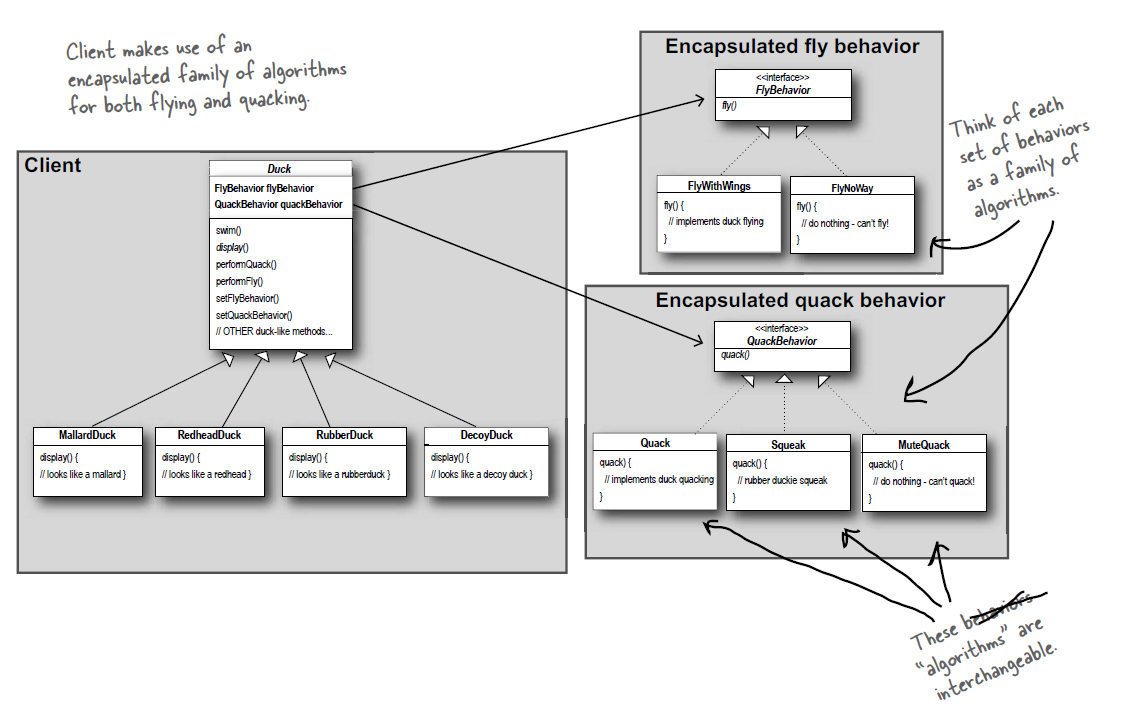 Client makes use of an
encapsulated family of algorithms
for both flying and quacking.
Client
Duck
FlyBehavior flyBehavior
QuackBehavior quackBehavior
swim()
display()
performQuack()
performFly()
setFlyBehavior()
setQuackBehavior()
// OTHER duck-like methods...
MallardDuck
display() {
// looks like a mallard }
RedheadDuck
display() {
// looks like a redhead }
RubberDuck
display() {
// looks like a rubberduck }
DecoyDuck
display() {
// looks like a decoy duck }
Encapsulated fly behavior
<<interface>>
FlyBehavior
fly()
FlyWithWings
fly() {
// implements duck flying
}
FlyNoWay
fly() {
// do nothing - can't fly!
}
Think of each
set of behaviors
as a family of
algorithms.
Encapsulated quack behavior
<<interface>>
QuackBehavior
quack()
Quack
quack) {
// implements duck quacking
}
Squeak
quack() {
// rubber duckie squeak
}
MuteQuack
quack() {
// do nothing - can't quack!
}
These behaviors
“algorithms” are
interchangeable.